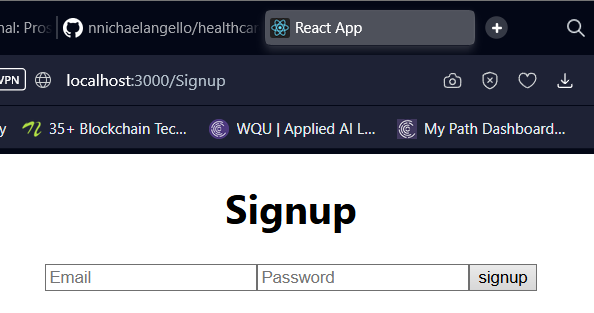 nal: Pros nnichaelangello/healthcar React App
VPN localhost:3000/Signup
y 35+ Blockchain Tec... WQU | Applied AI L... My Path Dashboard...
Signup
Email Password signup